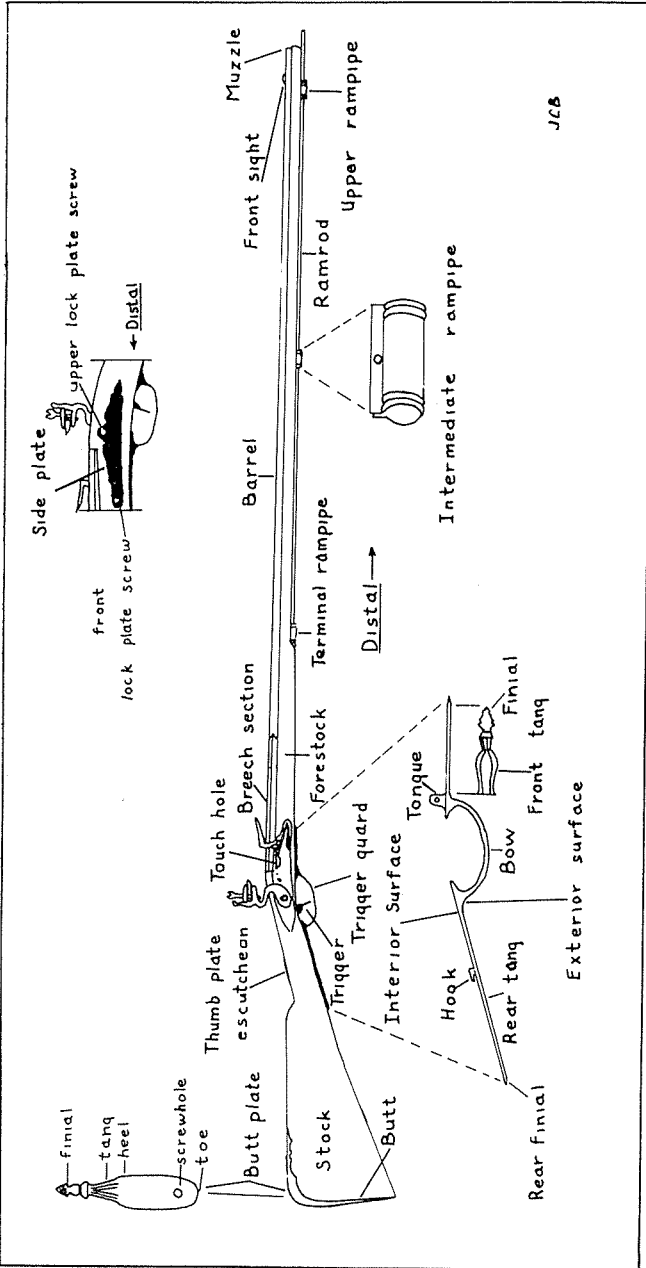 finial
tang
heel
screwhole
toe
Butt plate
Stock
Butt
Thumb plate
escutcheon
Touch hole
Breech section
Barrel
Front sight
Muzzle
Forestock
Trigger
Trigger guard
Terminal rampipe
Ramrod
Upper rampipe
Intermediate rampipe
Distal →
Side plate
upper lock plate screw
front
lock plate screw
← Distal
Interior Surface
Tongue
Hook
Rear tang
Rear finial
Bow
Exterior surface
Front tang
Finial
JCB